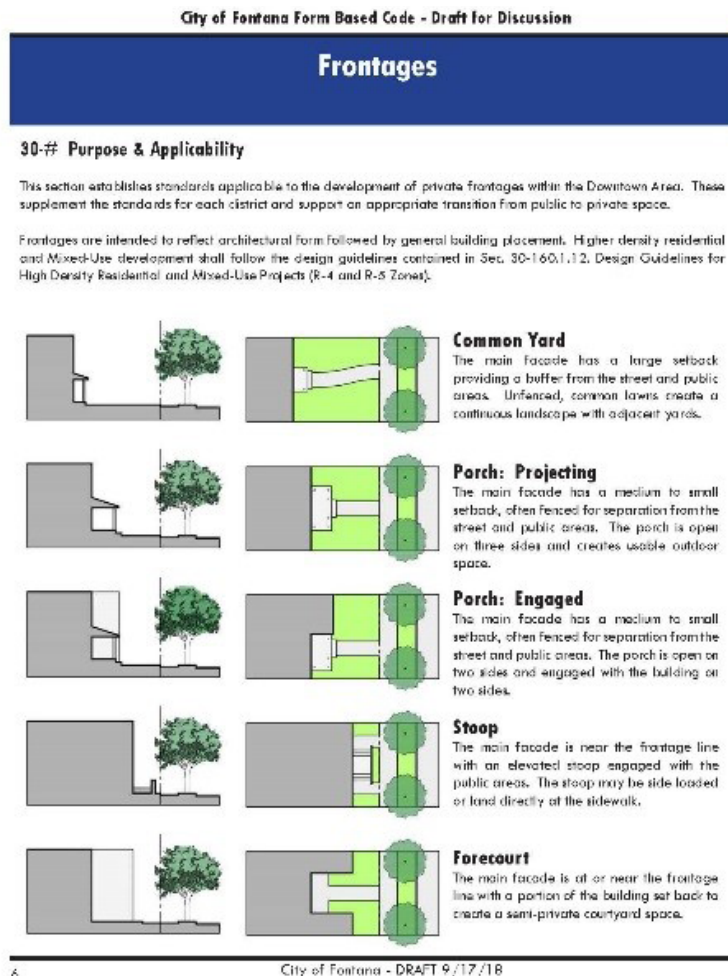 City of Fontana Form Based Code - Draft for Discussion
Frontages
30-# Purpose & Applicability
This section establishes standards applicable to the development of private frontages within the Downtown Area. These
supplement the standards for each district and support an appropriate transition from public to private space.
Frontages are intended to reflect architectural form followed by general building placement. Higher density residential
and Mixed-Use development shall follow the design guidelines contained in Sec. 30-160.1.12. Design Guidelines for
High Density Residential and Mixed-Use Projects (R-4 and R-5 Zones).
Common Yard
The main facade has a large setback
providing a buffer from the street and public
areas. Unfenced, common lawns create a
continuous landscape with adjacent yards.
Porch: Projecting
The main facade has a medium to small
setback, often fenced for separation from the
street and public areas. The porch is open
on three sides and creates usable outdoor
space.
Porch: Engaged
The main facade has a medium to small
setback, often fenced for separation from the
street and public areas. The porch is open on
two sides and engaged with the building on
two sides.
Stoop
The main facade is near the frontage line
with an elevated stoop engaged with the
public areas. The stoop may be side loaded
or land directly at the sidewalk.
Forecourt
The main facade is at or near the frontage
line with a portion of the building set back to
create a semi-private courtyard space.
6
City of Fontana - DRAFT 9/17/18